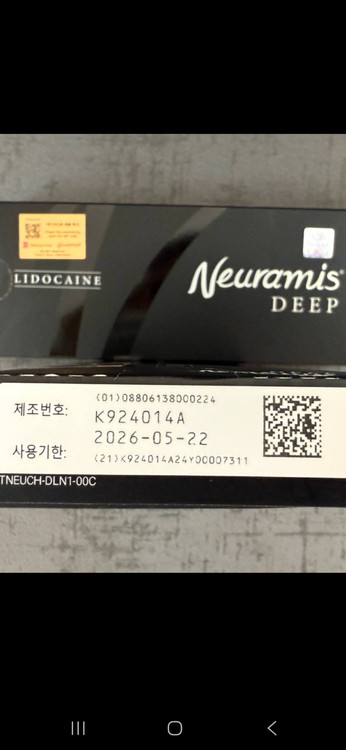 LIDOCAINE
Neuramis®
DEEP
(01)08806138000224
제조번호:
K924014A
2026-05-22
사용기한:
(21)K924014A24Y00007311
TNEUCH-DLN1-00C